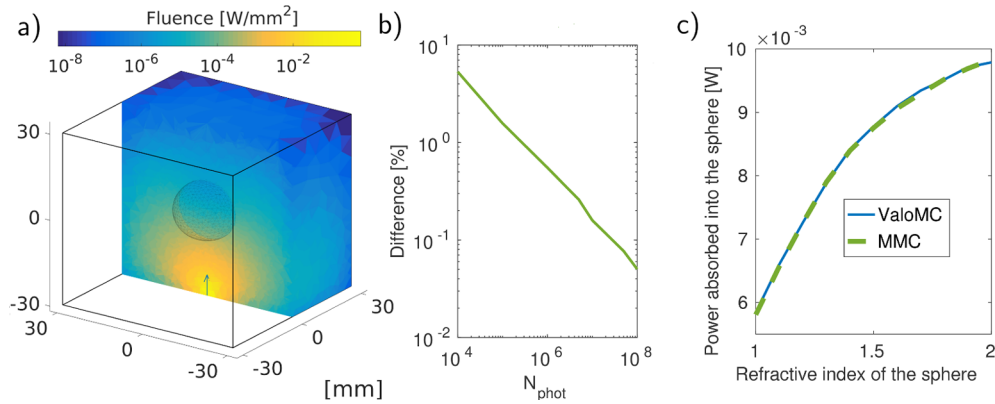 a)
Fluence [W/mm²]
10⁻⁸ 10⁻⁶ 10⁻⁴ 10⁻²
30
0
-30
30
0
-30
-30
0
30
[mm]
b)
Difference [%]
10¹
10⁰
10⁻¹
10⁻²
10⁴ 10⁶ 10⁸
N_phot
c)
×10⁻³
Power absorbed into the sphere [W]
10
9
8
7
6
1 1.5 2
Refractive index of the sphere
ValoMC
MMC